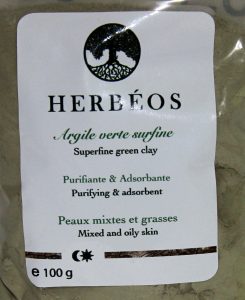 HERBÉOS
Argile verte surfine
Superfine green clay
Purifiante & Adsorbante
Purifying & adsorbent
Peaux mixtes et grasses
Mixed and oily skin
e 100 g